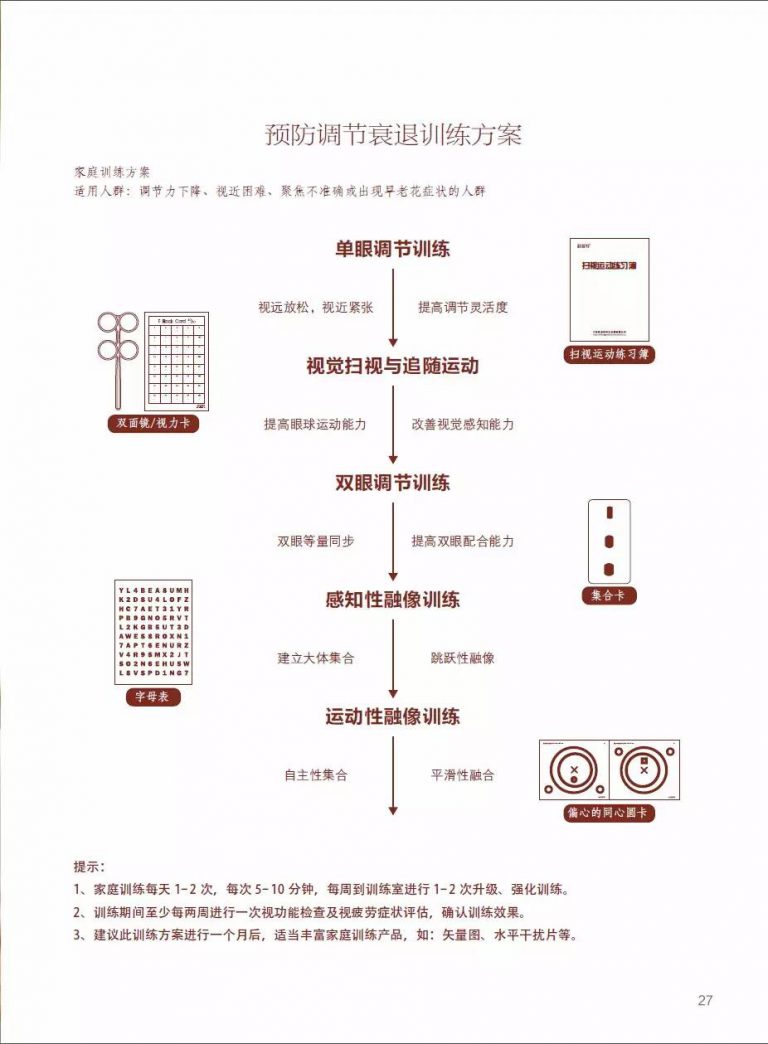 预防调节衰退训练方案
家庭训练方案
适用人群：调节力下降、视近困难、聚焦不准确或出现早老花症状的人群
单眼调节训练
视远放松，视近紧张
提高调节灵活度
扫视运动练习簿
扫视运动练习簿
视觉扫视与追随运动
双面镜/视力卡
提高眼球运动能力
改善视觉感知能力
双眼调节训练
双眼等量同步
提高双眼配合能力
集合卡
感知性融像训练
YL4BEA8UMH
K2D8U4L0FZ
HC7AET31YR
PB9GNO5RVT
L2KGB5UT3D
AWES8ROXN1
7APT6ENURZ
V4R9SMX2JT
SO2N6EHU5W
L8VSPD1NG7
字母表
建立大体集合
跳跃性融像
运动性融像训练
自主性集合
平滑性融合
偏心的同心圆卡
提示：
1、家庭训练每天 1-2 次，每次 5-10 分钟，每周到训练室进行 1-2 次升级、强化训练。
2、训练期间至少每两周进行一次视功能检查及视疲劳症状评估，确认训练效果。
3、建议此训练方案进行一个月后，适当丰富家庭训练产品，如：矢量图、水平干扰片等。
27